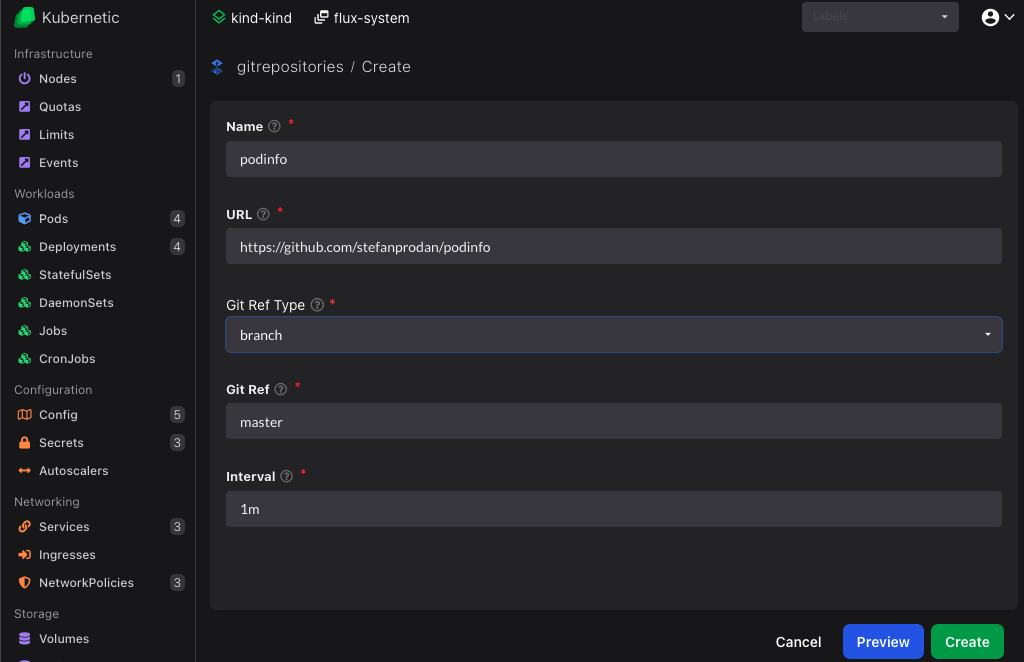 Kubernetic
kind-kind
flux-system
Labels
Infrastructure
Nodes 1
Quotas
Limits
Events
Workloads
Pods 4
Deployments 4
StatefulSets
DaemonSets
Jobs
CronJobs
Configuration
Config 5
Secrets 3
Autoscalers
Networking
Services 3
Ingresses
NetworkPolicies 3
Storage
Volumes
gitrepositories / Create
Name ? *
podinfo
URL ? *
https://github.com/stefanprodan/podinfo
Git Ref Type ? *
branch
Git Ref ? *
master
Interval ? *
1m
Cancel
Preview
Create